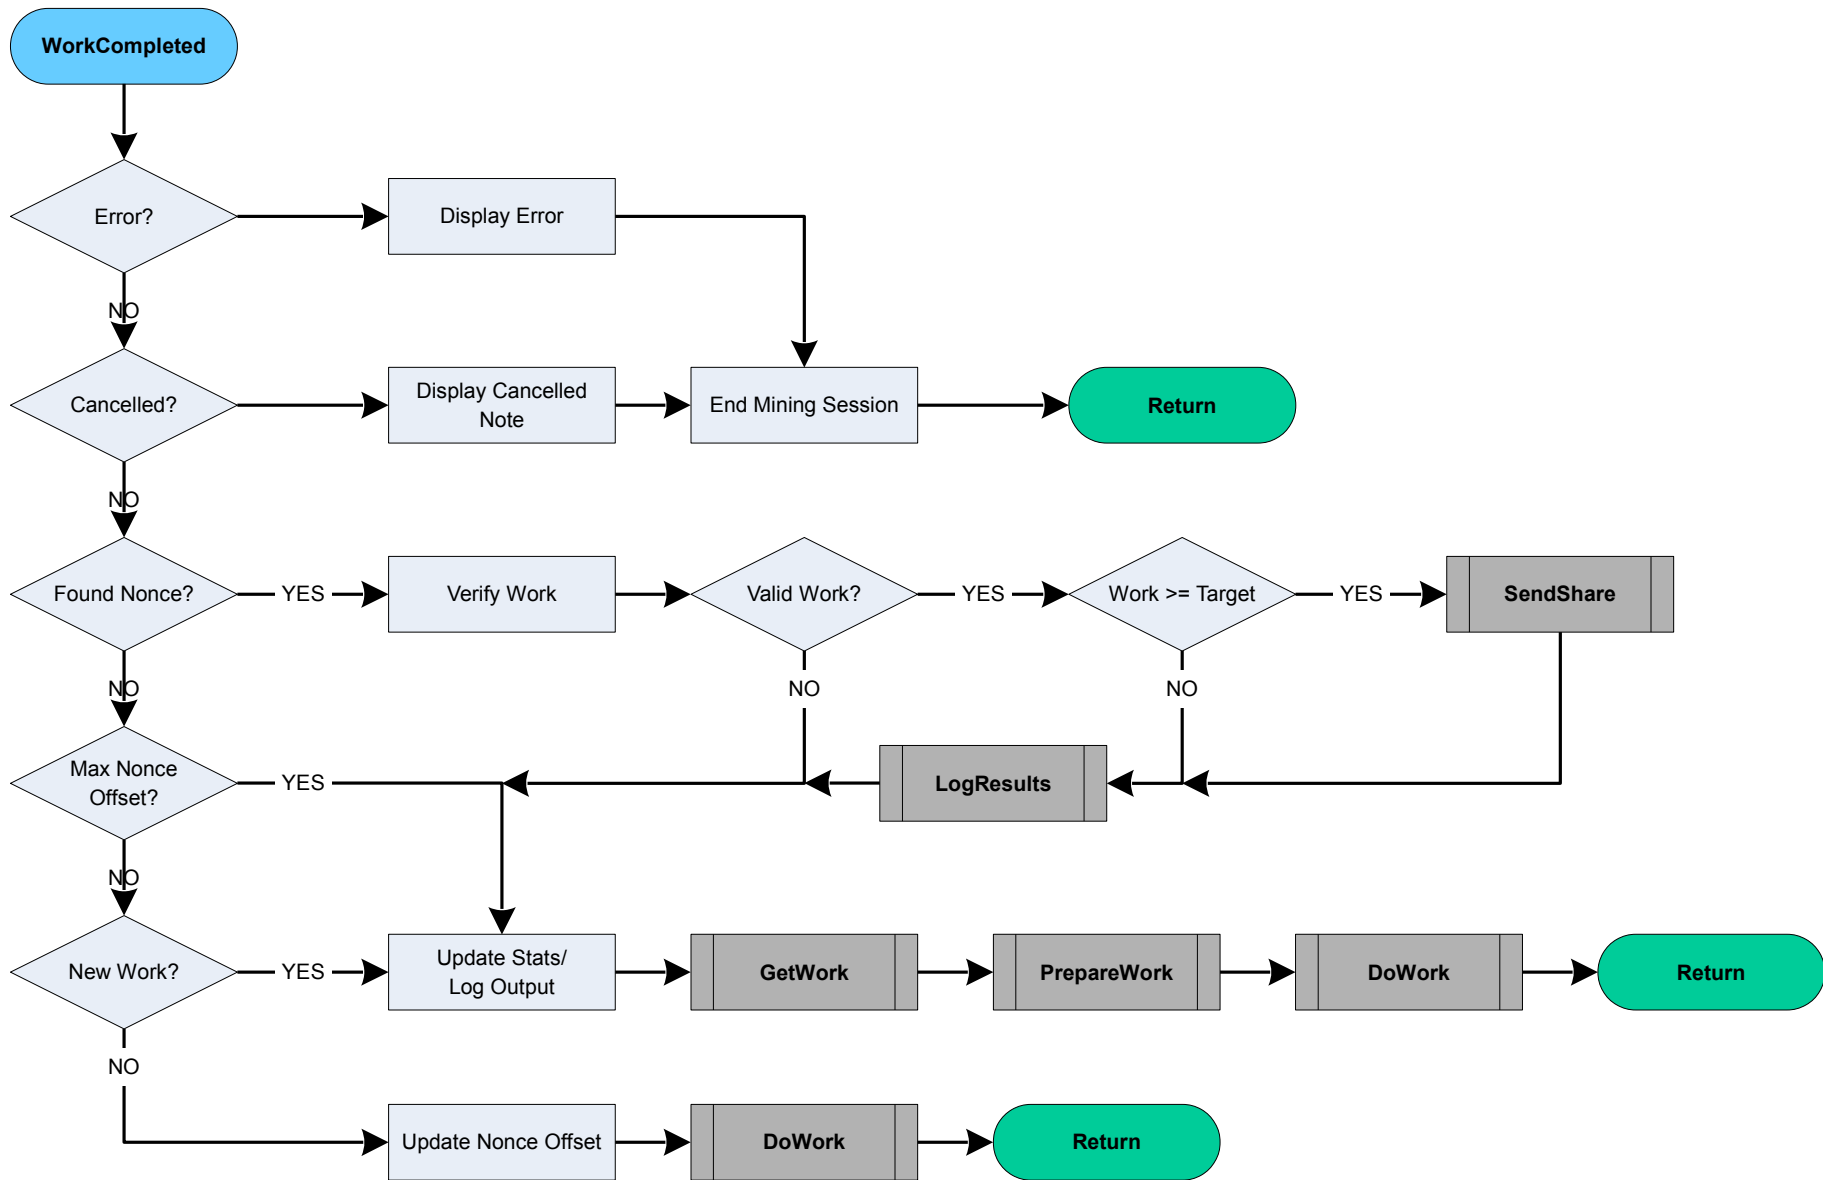 WorkCompleted
Error?
Display Error
NO
Cancelled?
Display Cancelled
Note
End Mining Session
Return
NO
Found Nonce?
YES
Verify Work
Valid Work?
YES
Work >= Target
YES
SendShare
NO
NO
NO
Max Nonce
Offset?
YES
LogResults
NO
New Work?
YES
Update Stats/
Log Output
GetWork
PrepareWork
DoWork
Return
NO
Update Nonce Offset
DoWork
Return